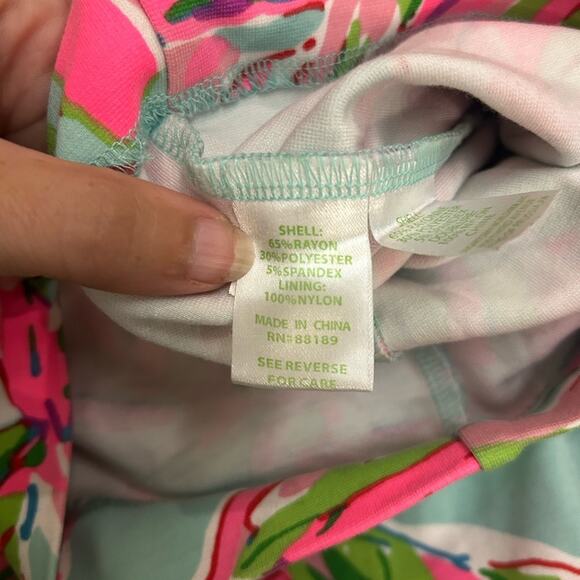 SHELL:
65%RAYON
30%POLYESTER
5%SPANDEX
LINING:
100%NYLON
MADE IN CHINA
RN#88189
SEE REVERSE
FOR CARE